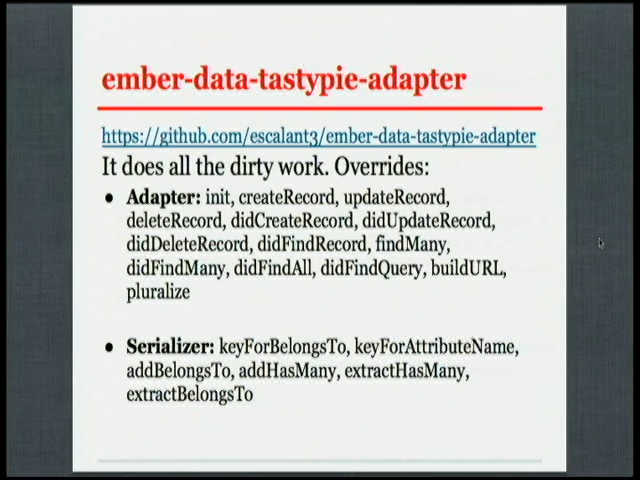 ember-data-tastypie-adapter
https://github.com/escalant3/ember-data-tastypie-adapter
It does all the dirty work. Overrides:
● Adapter: init, createRecord, updateRecord,
deleteRecord, didCreateRecord, didUpdateRecord,
didDeleteRecord, didFindRecord, findMany,
didFindMany, didFindAll, didFindQuery, buildURL,
pluralize
● Serializer: keyForBelongsTo, keyForAttributeName,
addBelongsTo, addHasMany, extractHasMany,
extractBelongsTo